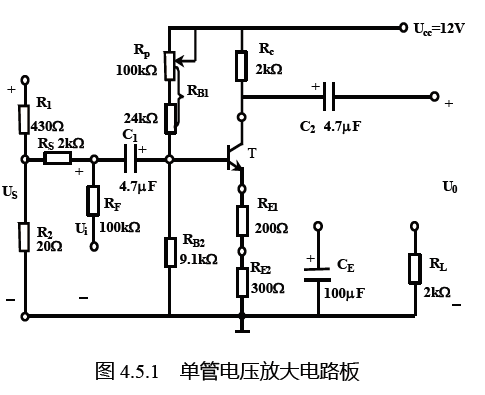 Ucc=12V
Rp
100kΩ
RB1
Rc
2kΩ
+
R1
430Ω
24kΩ
C1
+
+
C2 4.7μF
+
RS 2kΩ
+
4.7μF
T
US
RF
Ui
100kΩ
U0
R2
20Ω
RB2
9.1kΩ
RE1
200Ω
RE2
300Ω
+
CE
100μF
RL
2kΩ
−
−
−
图 4.5.1 单管电压放大电路板